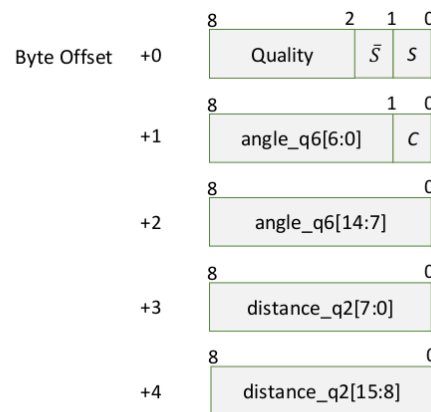 8 2 1 0
Byte Offset +0 Quality S̄ S
8 1 0
+1 angle_q6[6:0] C
8 0
+2 angle_q6[14:7]
8 0
+3 distance_q2[7:0]
8 0
+4 distance_q2[15:8]